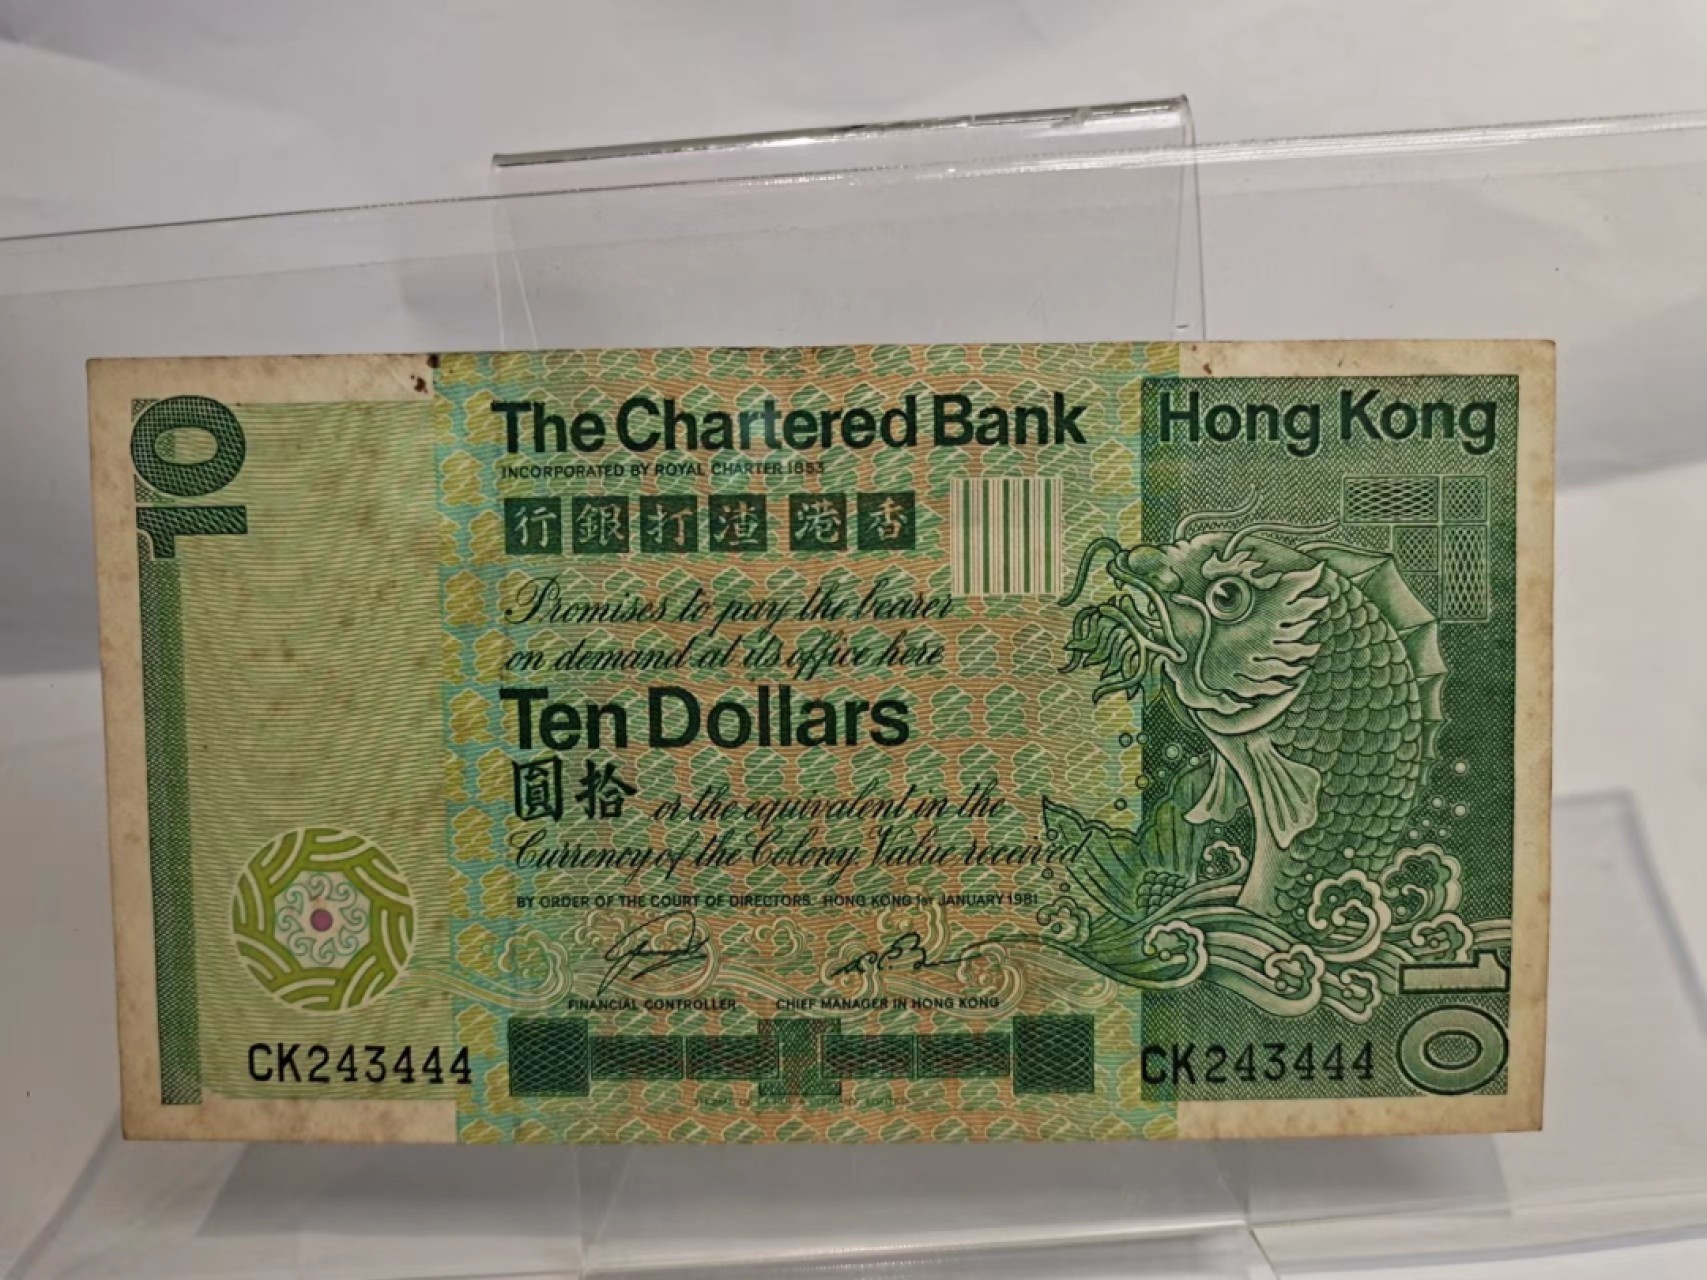 10
The Chartered Bank
Hong Kong
INCORPORATED BY ROYAL CHARTER 1853
行銀打渣 港香
Promises to pay the bearer
on demand at its office here
Ten Dollars
圓拾 or the equivalent in the
Currency of the Colony. Value received
BY ORDER OF THE COURT OF DIRECTORS. HONG KONG 1ST JANUARY 1981
FINANCIAL CONTROLLER
CHIEF MANAGER IN HONG KONG
CK243444
CK243444
10